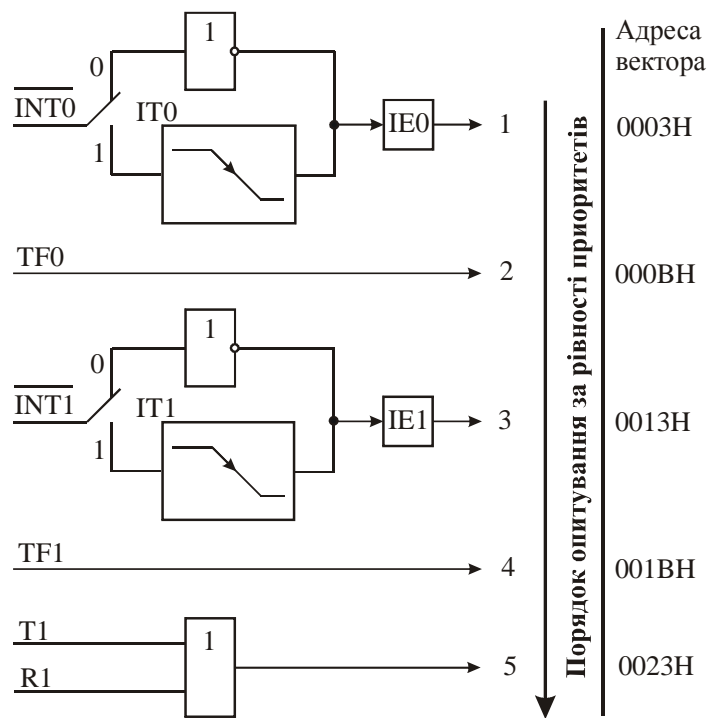 Адреса
вектора
1
0
INT0
IT0
1
IE0
1
0003H
TF0
2
000BH
1
0
INT1
IT1
1
IE1
3
0013H
TF1
4
001BH
T1
R1
1
5
0023H
Порядок опитування за рівності приоритетів